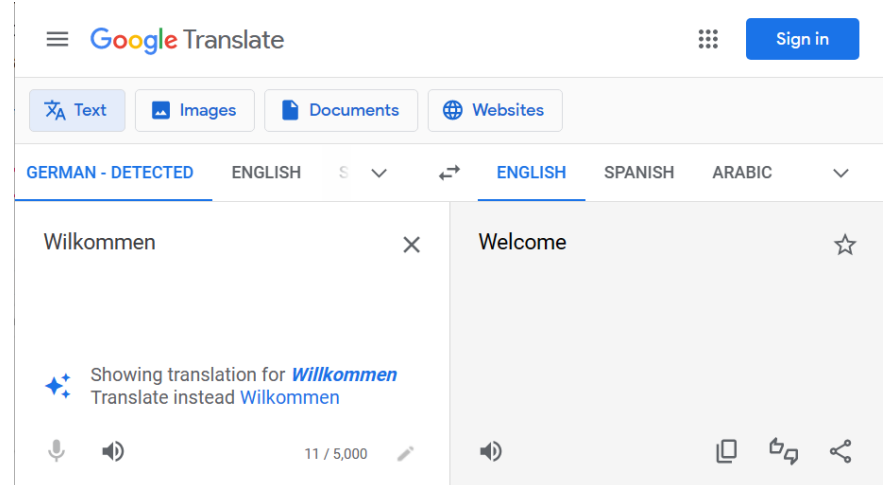 Google Translate
Sign in
Text
Images
Documents
Websites
GERMAN - DETECTED
ENGLISH
S
ENGLISH
SPANISH
ARABIC
Wilkommen
Welcome
Showing translation for Willkommen
Translate instead Wilkommen
11 / 5,000